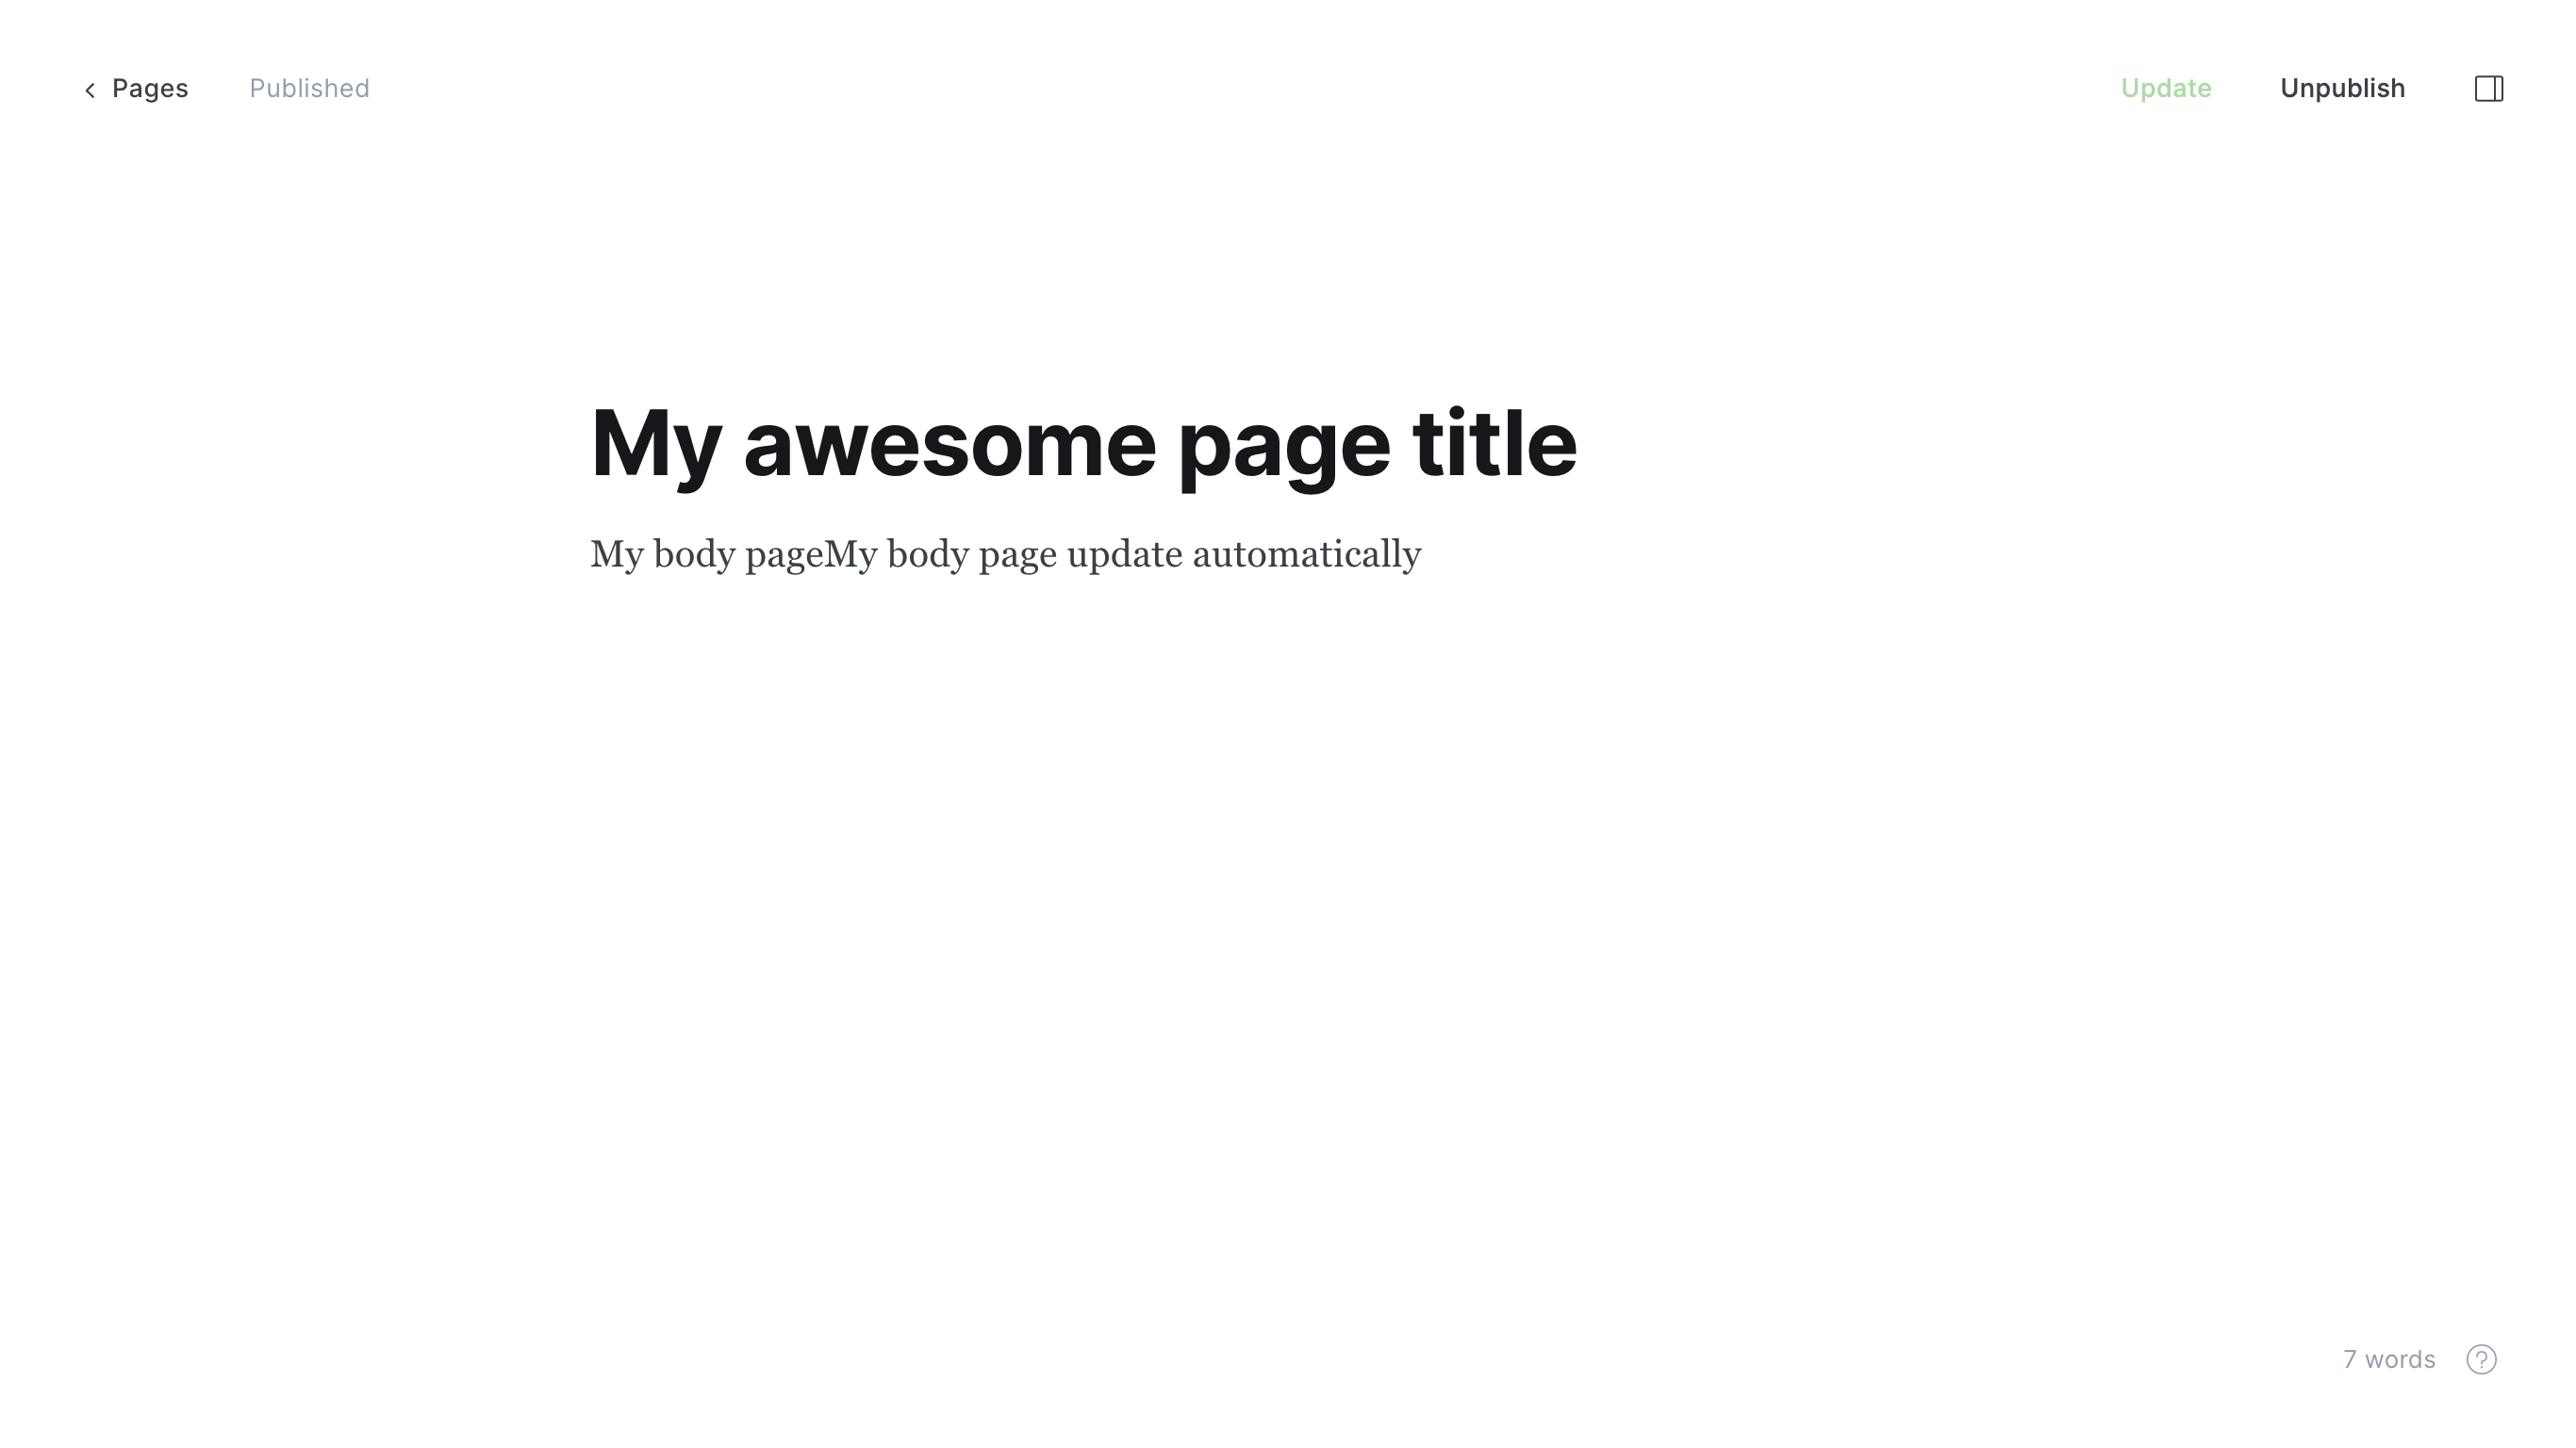 Pages
Published
Update
Unpublish
My awesome page title
My body pageMy body page update automatically
7 words
?